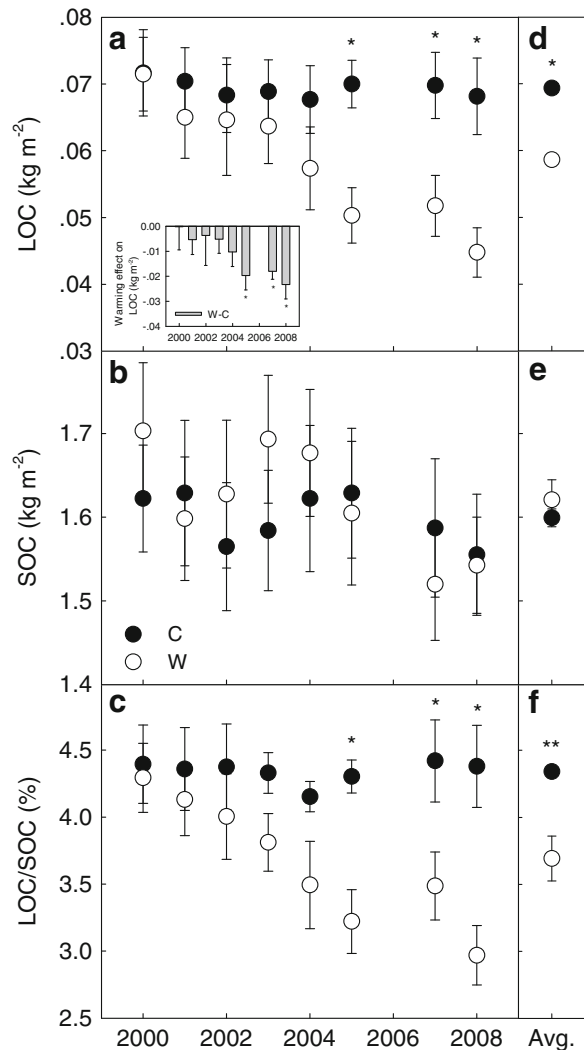 a
d
.08
.07
.06
.05
.04
.03
LOC (kg m-2)
*
*
*
*
Warming effect on
LOC (kg m-2)
0.00
-.01
-.02
-.03
-.04
*
*
*
W-C
2000 2002 2004 2006 2008
b
e
1.7
1.6
1.5
1.4
SOC (kg m-2)
C
W
c
f
4.5
4.0
3.5
3.0
2.5
LOC/SOC (%)
*
*
*
**
2000 2002 2004 2006 2008 Avg.